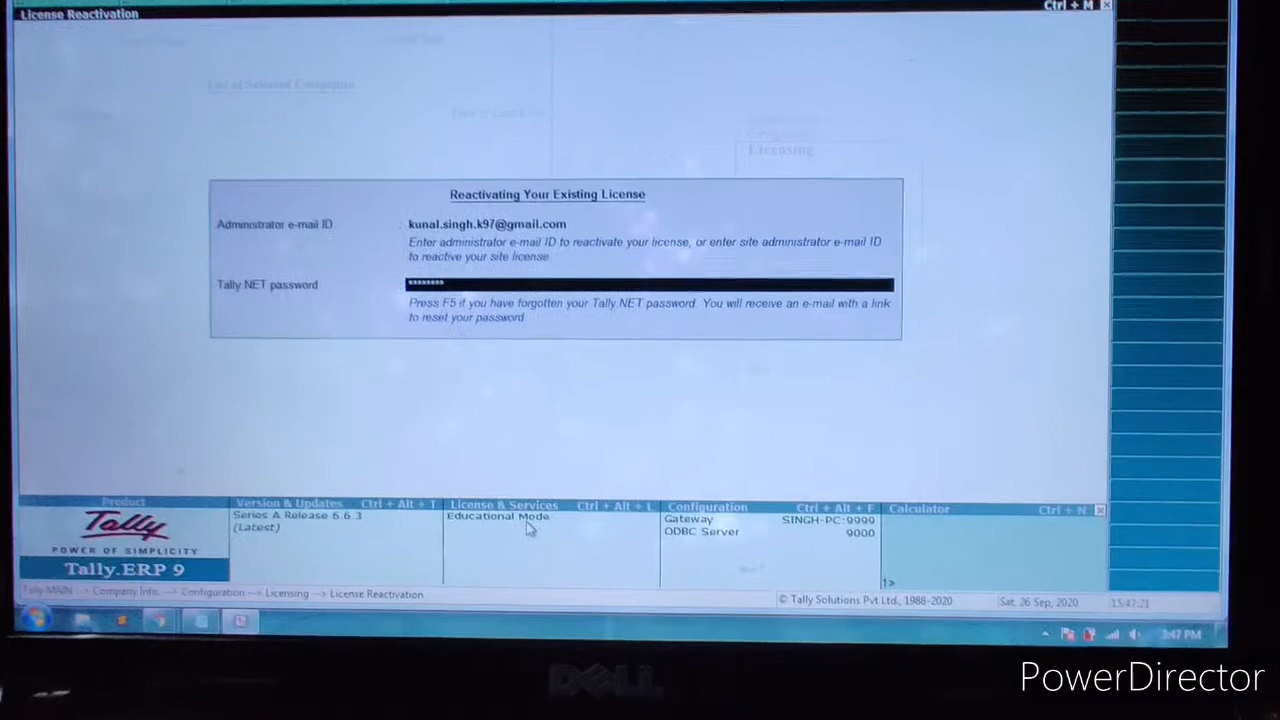 License Reactivation
Ctrl + M
Licensing
Reactivating Your Existing License
Administrator e-mail ID : kunal.singh.k97@gmail.com
Enter administrator e-mail ID to reactivate your license, or enter site administrator e-mail ID
to reactive your site license.
Tally NET password ********
Press F5 if you have forgotten your Tally.NET password. You will receive an e-mail with a link
to reset your password
Product
Tally
POWER OF SIMPLICITY
Tally.ERP 9
Version & Updates Ctrl + Alt + T
Series A Release 6.6.3
(Latest)
License & Services Ctrl + Alt + L
Educational Mode
Configuration Ctrl + Alt + F
Gateway SINGH-PC:9999
ODBC Server 9000
Calculator Ctrl + N
1>
Tally MAIN --> Company Info. --> Configuration --> Licensing --> License Reactivation
© Tally Solutions Pvt Ltd., 1988-2020
Sat, 26 Sep, 2020
15:47:21
3:47 PM
DELL
PowerDirector